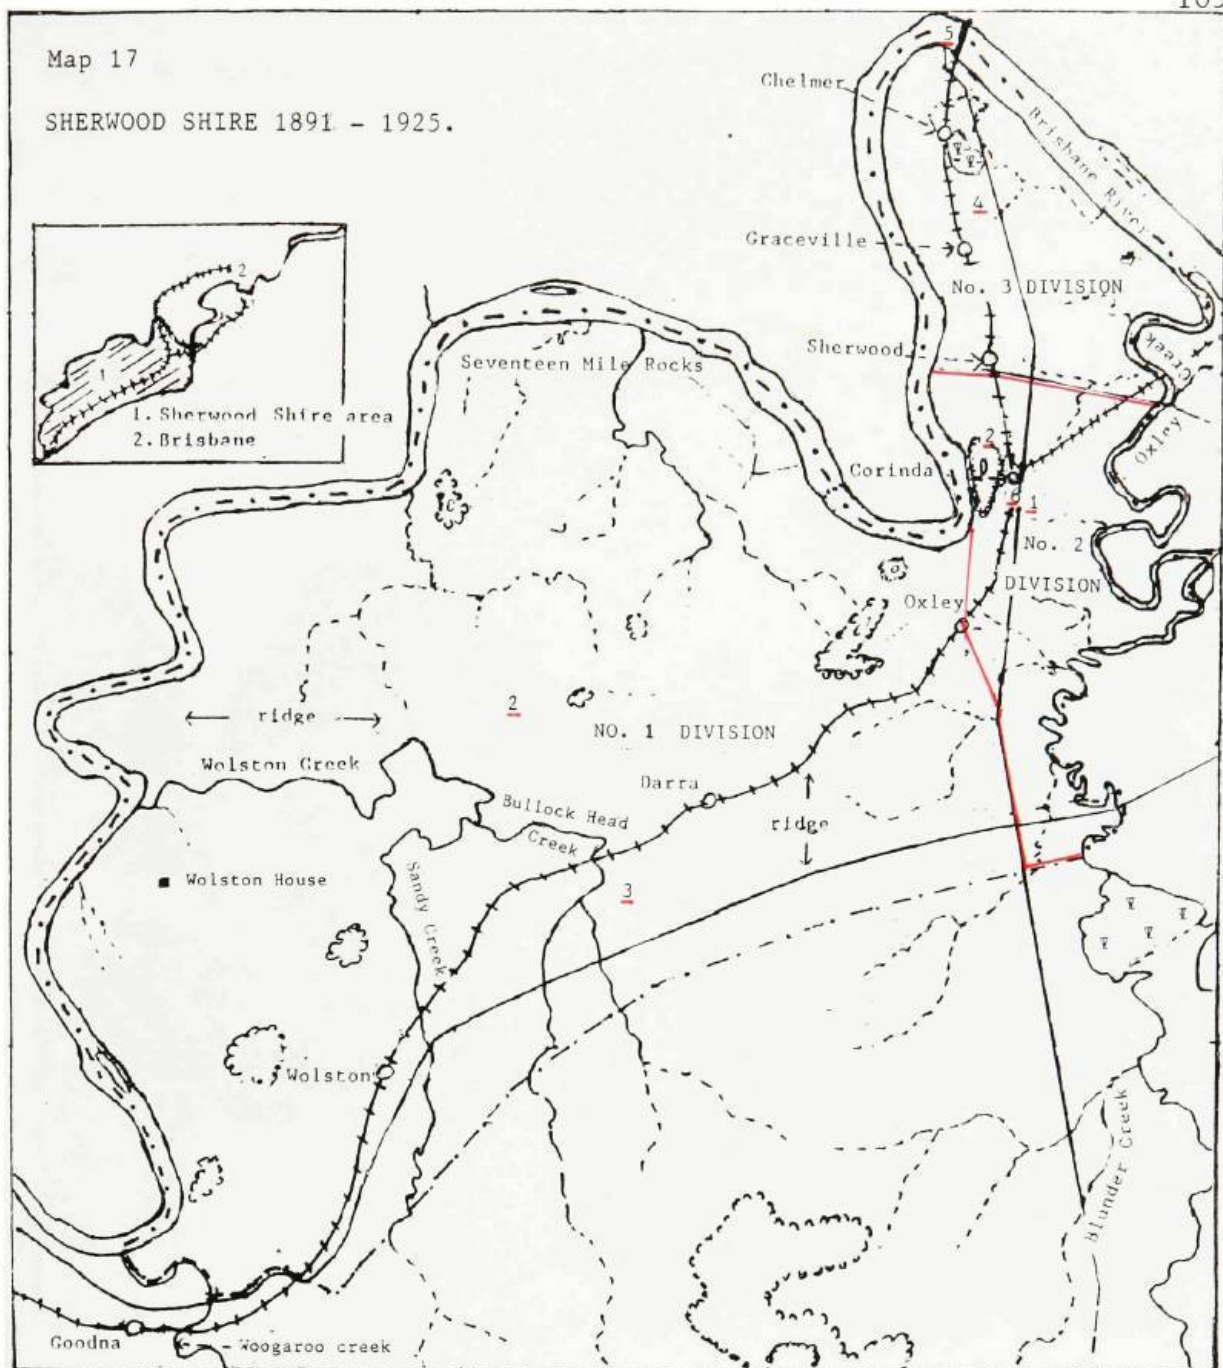 Map 17
SHERWOOD SHIRE 1891 - 1925.
5
Chelmer
Brisbane River
4
Graceville
No. 3 DIVISION
Sherwood
Creek
Oxley
Seventeen Mile Rocks
2
1
1. Sherwood Shire area
2. Brisbane
2
Corinda
1
No. 2
DIVISION
Oxley
2
ridge
NO. 1 DIVISION
Wolston Creek
Darra
Bullock Head
Creek
ridge
Wolston House
Sandy Creek
3
Wolston
Blunder Creek
Goodna
Woogaroo creek